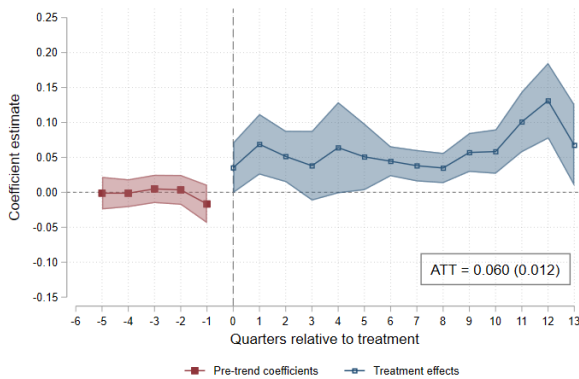 0.25
0.20
0.15
0.10
0.05
0.00
-0.05
-0.10
-0.15
Coefficient estimate
ATT = 0.060 (0.012)
-6 -5 -4 -3 -2 -1 0 1 2 3 4 5 6 7 8 9 10 11 12 13
Quarters relative to treatment
Pre-trend coefficients Treatment effects